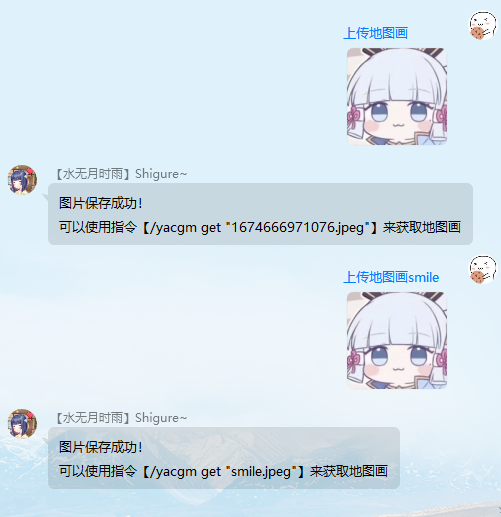 上传地图画
【水无月时雨】Shigure~
图片保存成功!
可以使用指令【/yacgm get "1674666971076.jpeg"】来获取地图画
上传地图画smile
【水无月时雨】Shigure~
图片保存成功!
可以使用指令【/yacgm get "smile.jpeg"】来获取地图画